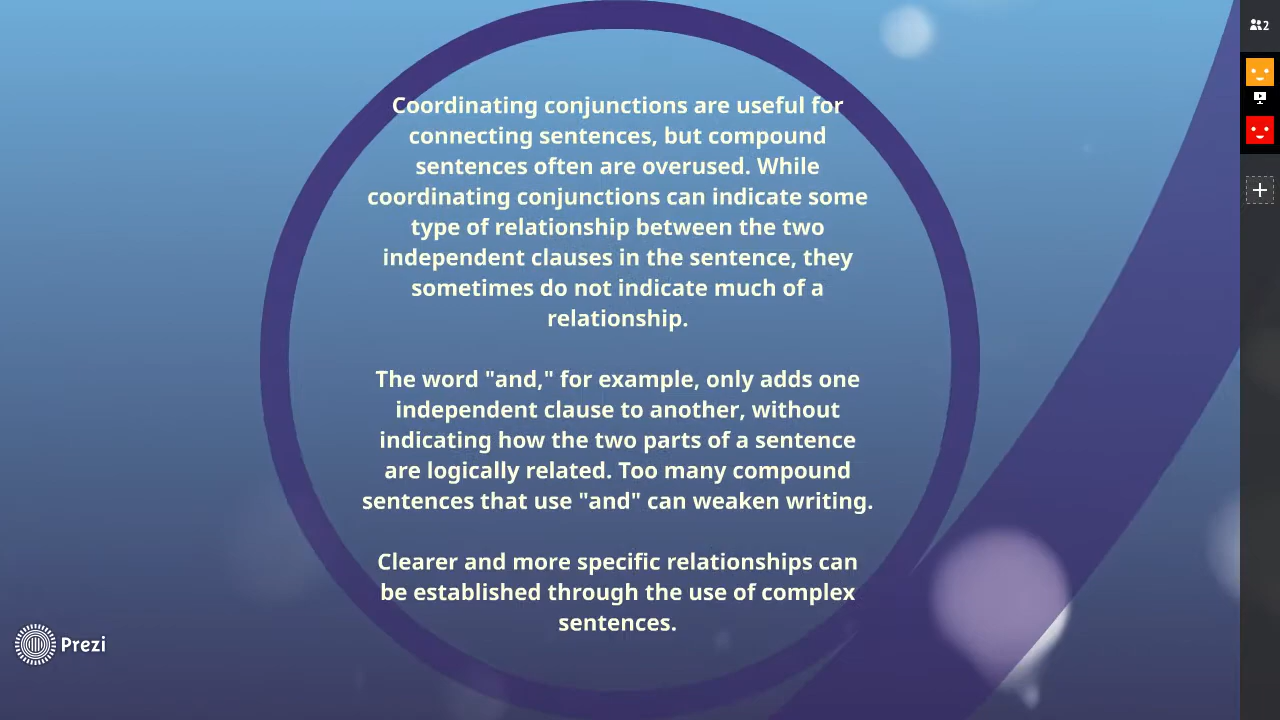 Coordinating conjunctions are useful for
connecting sentences, but compound
sentences often are overused. While
coordinating conjunctions can indicate some
type of relationship between the two
independent clauses in the sentence, they
sometimes do not indicate much of a
relationship.
The word "and," for example, only adds one
independent clause to another, without
indicating how the two parts of a sentence
are logically related. Too many compound
sentences that use "and" can weaken writing.
Clearer and more specific relationships can
be established through the use of complex
sentences.
Prezi
2